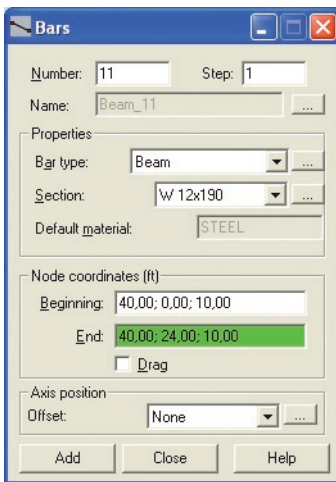 Bars
Number: 11 Step: 1
Name: Beam_11 ...
Properties
Bar type: Beam ...
Section: W 12x190 ...
Default material: STEEL
Node coordinates (ft)
Beginning: 40,00; 0,00; 10,00
End: 40,00; 24,00; 10,00
Drag
Axis position
Offset: None ...
Add Close Help